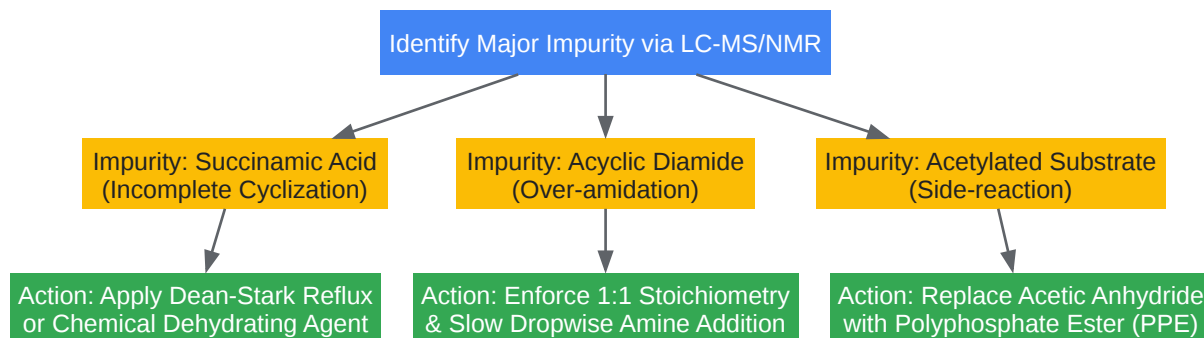 Identify Major Impurity via LC-MS/NMR
Impurity: Succinamic Acid
(Incomplete Cyclization)
Impurity: Acyclic Diamide
(Over-amidation)
Impurity: Acetylated Substrate
(Side-reaction)
Action: Apply Dean-Stark Reflux
or Chemical Dehydrating Agent
Action: Enforce 1:1 Stoichiometry
& Slow Dropwise Amine Addition
Action: Replace Acetic Anhydride
with Polyphosphate Ester (PPE)